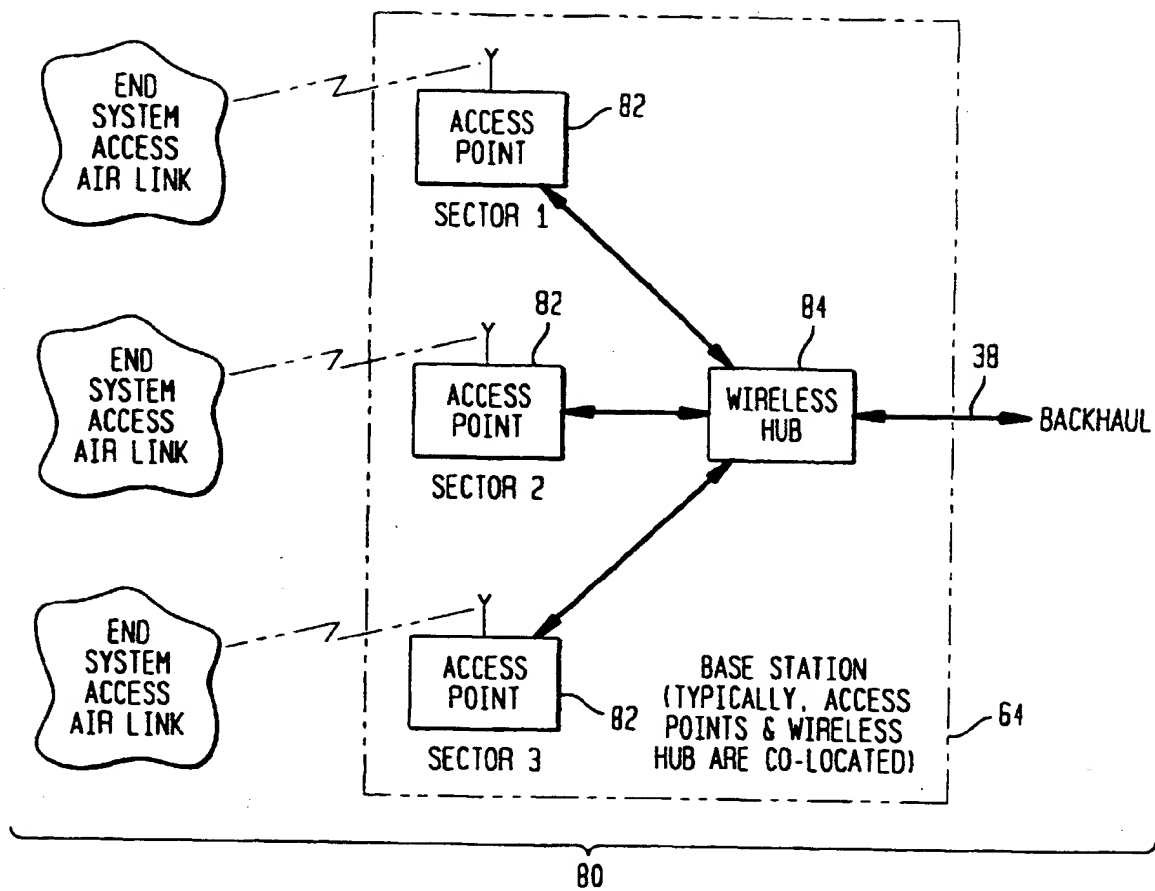 END
SYSTEM
ACCESS
AIR LINK
ACCESS
POINT
82
SECTOR 1
END
SYSTEM
ACCESS
AIR LINK
ACCESS
POINT
82
SECTOR 2
84
WIRELESS
HUB
38
BACKHAUL
END
SYSTEM
ACCESS
AIR LINK
ACCESS
POINT
82
SECTOR 3
BASE STATION
(TYPICALLY, ACCESS
POINTS & WIRELESS
HUB ARE CO-LOCATED)
64
80